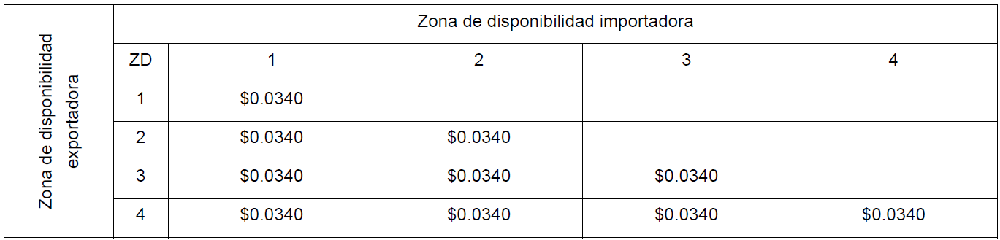 Zona de disponibilidad
exportadora
Zona de disponibilidad importadora
ZD 1 2 3 4
1 $0.0340
2 $0.0340 $0.0340
3 $0.0340 $0.0340 $0.0340
4 $0.0340 $0.0340 $0.0340 $0.0340